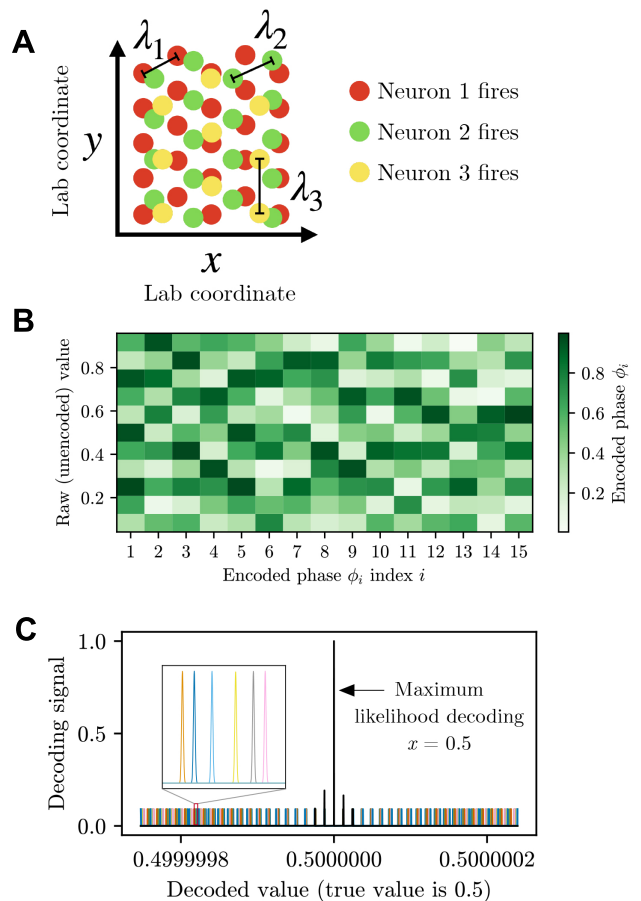 A
λ1
λ2
Neuron 1 fires
Neuron 2 fires
Neuron 3 fires
Lab coordinate
y
λ3
x
Lab coordinate
B
Raw (unencoded) value
0.8
0.6
0.4
0.2
1 2 3 4 5 6 7 8 9 10 11 12 13 14 15
Encoded phase ϕi index i
0.8
0.6
0.4
0.2
Encoded phase ϕi
C
Decoding signal
1.0
0.5
0.0
Maximum
likelihood decoding
x = 0.5
0.4999998 0.5000000 0.5000002
Decoded value (true value is 0.5)